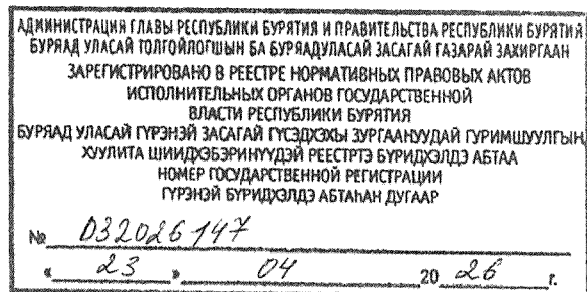 АДМИНИСТРАЦИЯ ГЛАВЫ РЕСПУБЛИКИ БУРЯТИЯ И ПРАВИТЕЛЬСТВА РЕСПУБЛИКИ БУРЯТИЯ
БУРЯАД УЛАСАЙ ТОЛГОЙЛОГШЫН БА БУРЯАДУЛАСАЙ ЗАСАГАЙ ГАЗАРАЙ ЗАХИРГААН
ЗАРЕГИСТРИРОВАНО В РЕЕСТРЕ НОРМАТИВНЫХ ПРАВОВЫХ АКТОВ
ИСПОЛНИТЕЛЬНЫХ ОРГАНОВ ГОСУДАРСТВЕННОЙ
ВЛАСТИ РЕСПУБЛИКИ БУРЯТИЯ
БУРЯАД УЛАСАЙ ГҮРЭНЭЙ ЗАСАГАЙ ГҮСЭДХЭХЫ ЗУРГААНУУДАЙ ГУРИМШУУЛГЫН,
ХУУЛИТА ШИИДХЭБЭРИНҮҮДЭЙ РЕЕСТРТЭ БҮРИДХЭЛДЭ АБТАА
НОМЕР ГОСУДАРСТВЕННОЙ РЕГИСТРАЦИИ
ГҮРЭНЭЙ БҮРИДХЭЛДЭ АБТАҺАН ДУГААР
№ 032026147
« 23 » 04 20 26 г.